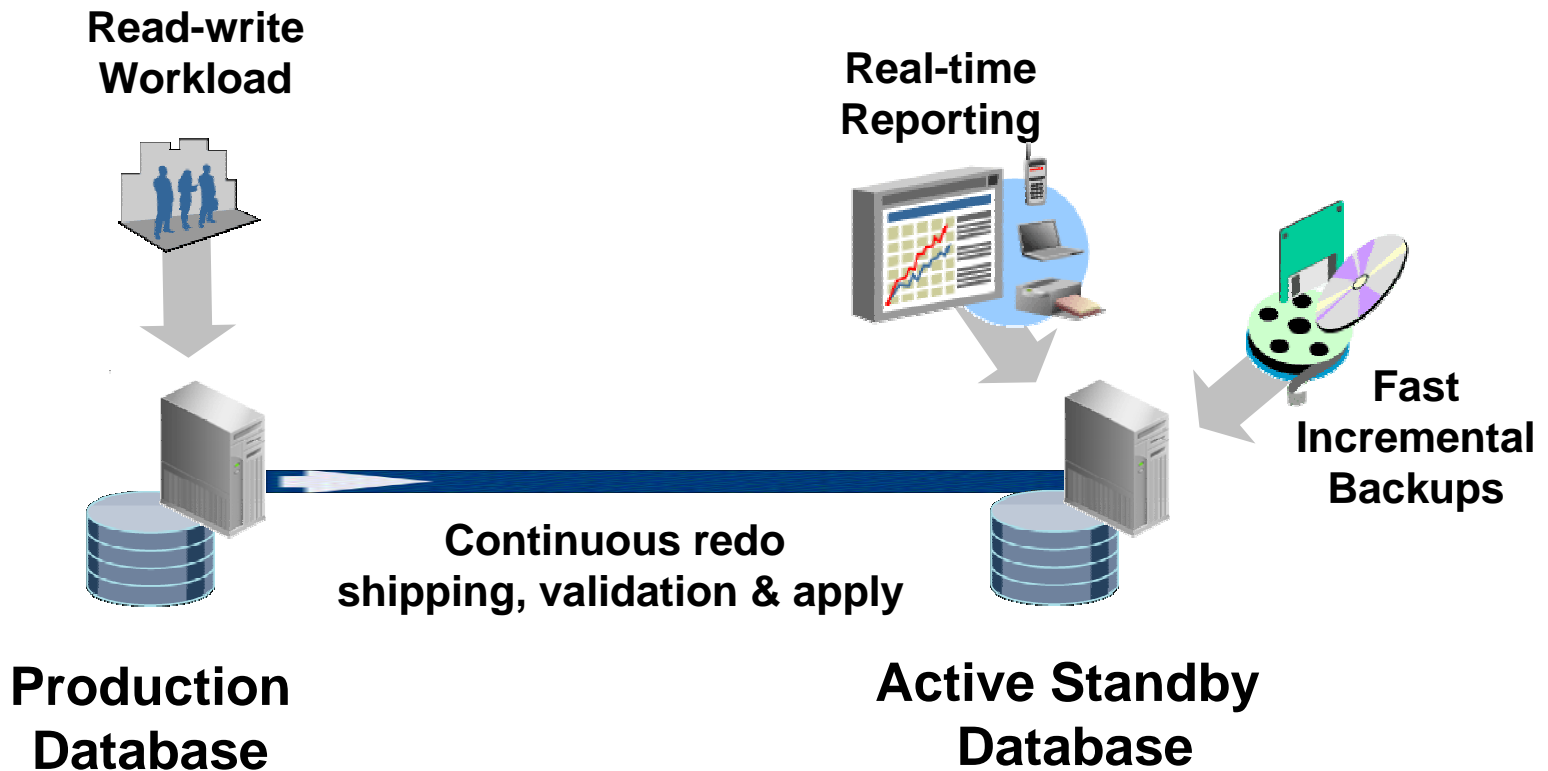 Read-write
Workload
Real-time
Reporting
Fast
Incremental
Backups
Continuous redo
shipping, validation & apply
Production
Database
Active Standby
Database